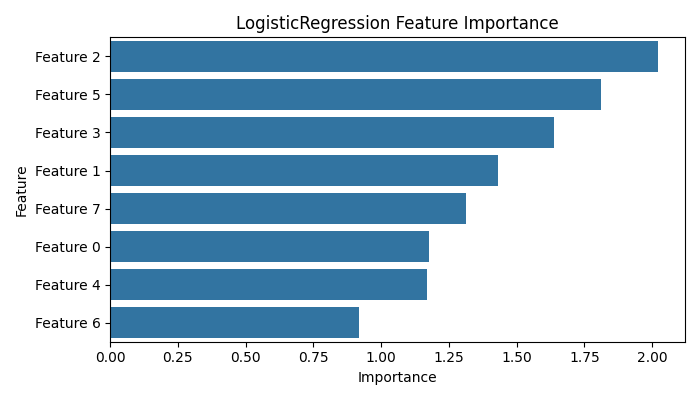 LogisticRegression Feature Importance
Feature 2
Feature 5
Feature 3
Feature 1
Feature 7
Feature 0
Feature 4
Feature 6
Feature
0.00 0.25 0.50 0.75 1.00 1.25 1.50 1.75 2.00
Importance